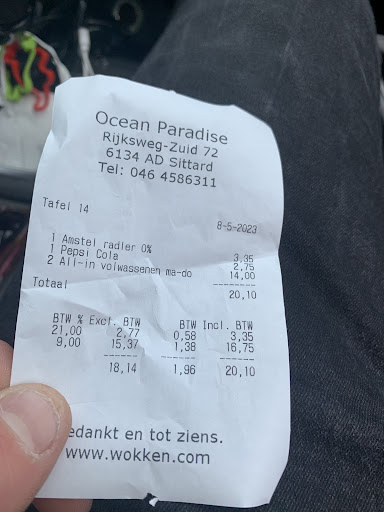 Ocean Paradise
Rijksweg-Zuid 72
6134 AD Sittard
Tel: 046 4586311
Tafel 14
8-5-2023
1 Amstel radler 0% 3,35
1 Pepsi Cola 2,75
2 All-in volwassenen ma-do 14,00
-------
Totaal 20,10
BTW % Excl. BTW BTW Incl. BTW
21,00 2,77 0,58 3,35
9,00 15,37 1,38 16,75
------- ------- -------
18,14 1,96 20,10
edankt en tot ziens.
www.wokken.com